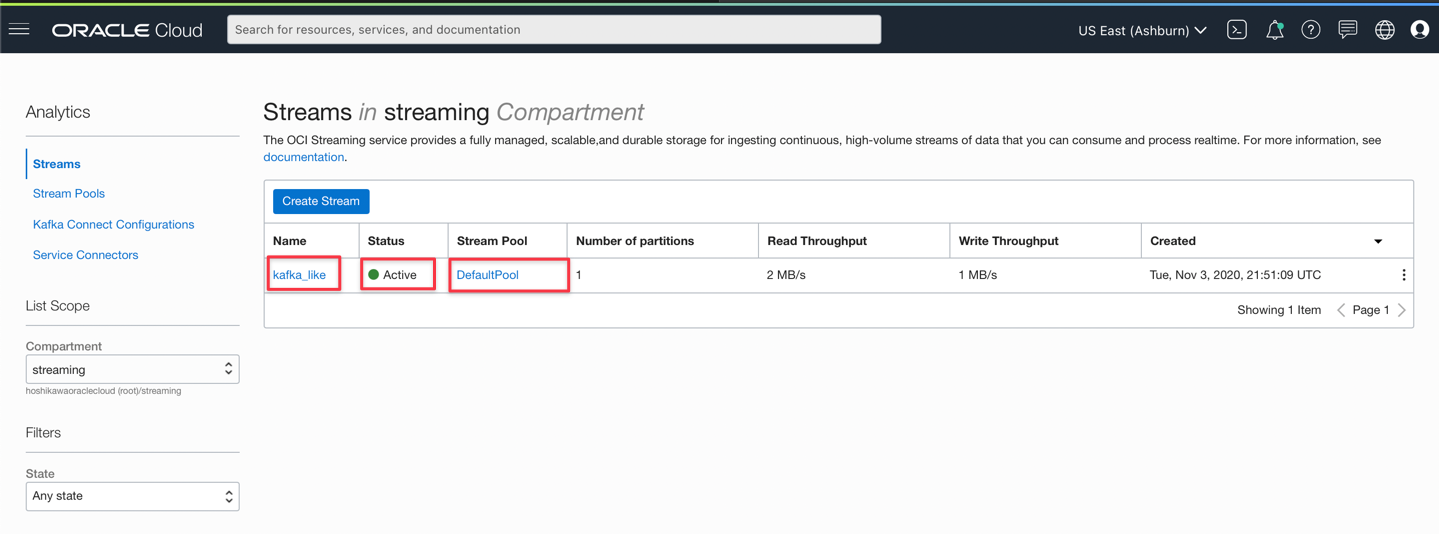 ORACLE Cloud
Search for resources, services, and documentation
US East (Ashburn)
Analytics
Streams
Stream Pools
Kafka Connect Configurations
Service Connectors
List Scope
Compartment
streaming
hoshikawaoraclecloud (root)/streaming
Filters
State
Any state
Streams in streaming Compartment
The OCI Streaming service provides a fully managed, scalable,and durable storage for ingesting continuous, high-volume streams of data that you can consume and process realtime. For more information, see
documentation.
Create Stream
Name Status Stream Pool Number of partitions Read Throughput Write Throughput Created
kafka_like Active DefaultPool 1 2 MB/s 1 MB/s Tue, Nov 3, 2020, 21:51:09 UTC
Showing 1 Item Page 1